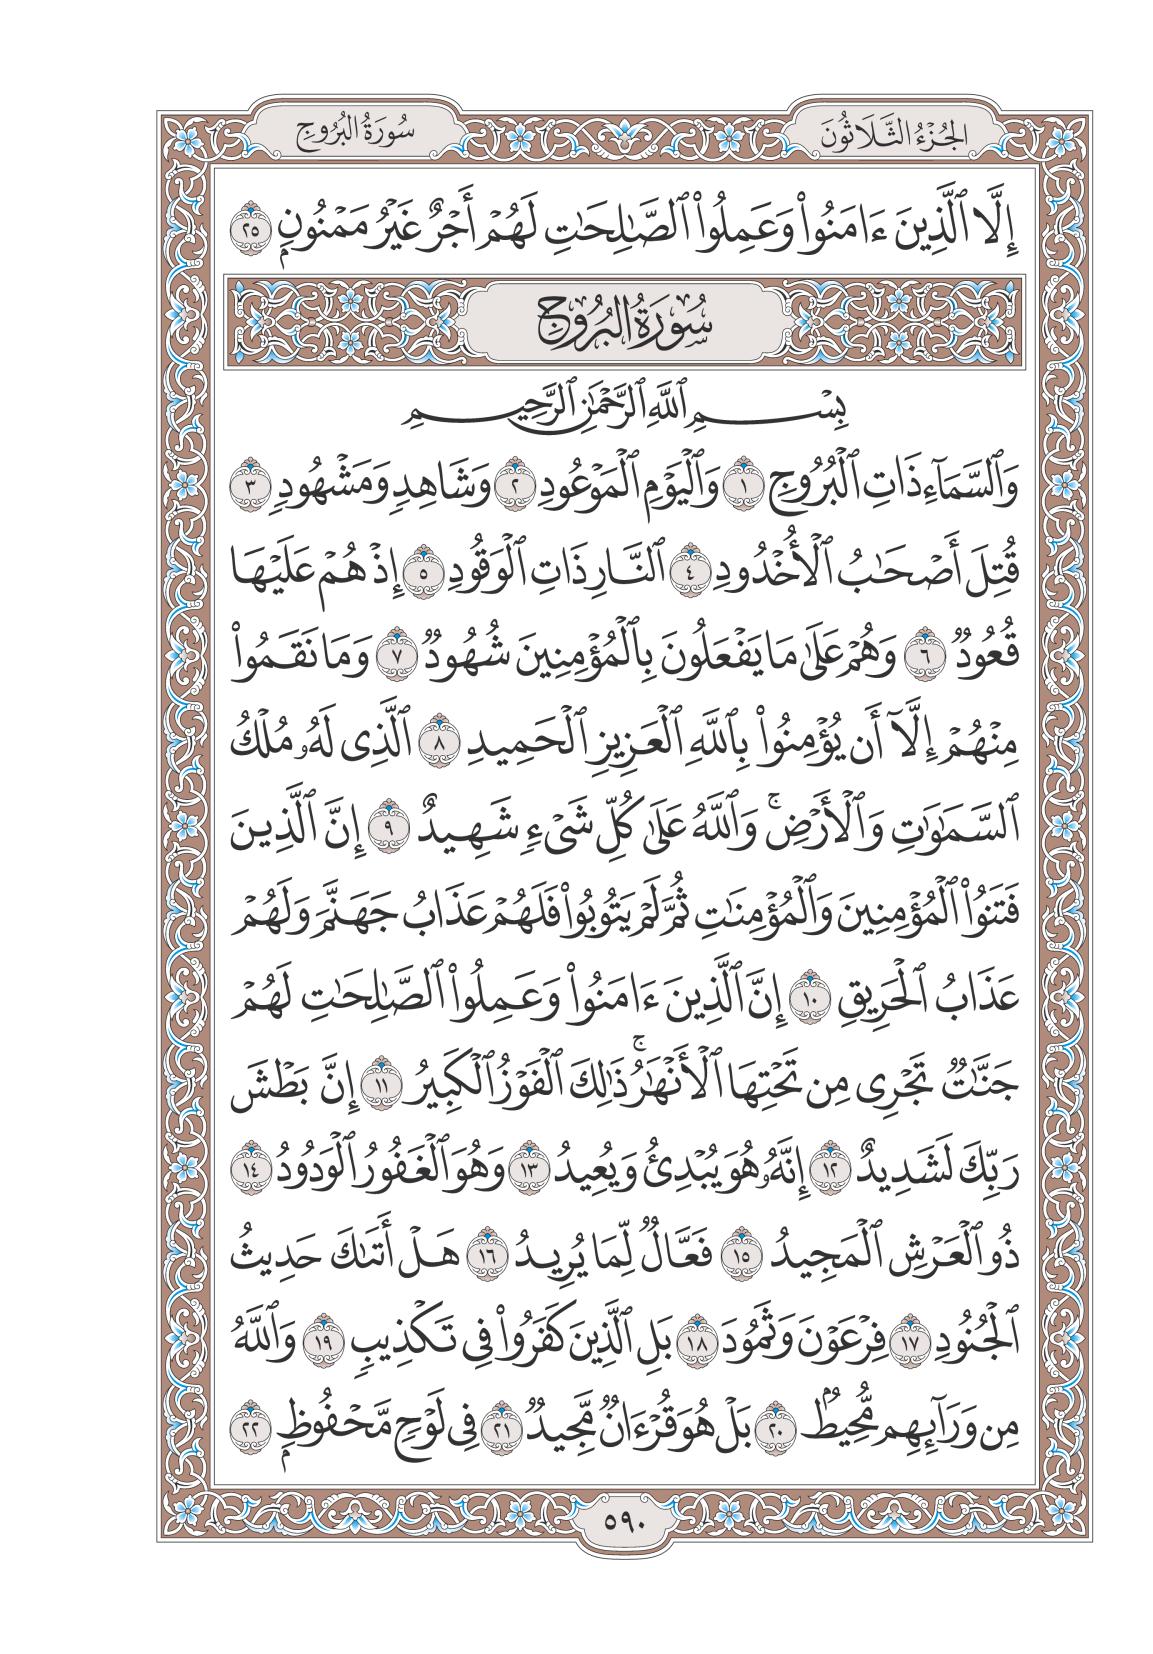 الجُزْءُ الثَّلَاثُونَ
سُورَةُ البُرُوجِ
إِلَّا ٱلَّذِينَ ءَامَنُوا۟ وَعَمِلُوا۟ ٱلصَّٰلِحَٰتِ لَهُمْ أَجْرٌ غَيْرُ مَمْنُونٍۭ ٢٥
سُورَةُ البُرُوجِ
بِسْمِ ٱللَّهِ ٱلرَّحْمَٰنِ ٱلرَّحِيمِ
وَٱلسَّمَآءِ ذَاتِ ٱلْبُرُوجِ ١ وَٱلْيَوْمِ ٱلْمَوْعُودِ ٢ وَشَاهِدٍ وَمَشْهُودٍ ٣
قُتِلَ أَصْحَٰبُ ٱلْأُخْدُودِ ٤ ٱلنَّارِ ذَاتِ ٱلْوَقُودِ ٥ إِذْ هُمْ عَلَيْهَا
قُعُودٌ ٦ وَهُمْ عَلَىٰ مَا يَفْعَلُونَ بِٱلْمُؤْمِنِينَ شُهُودٌ ٧ وَمَا نَقَمُوا۟
مِنْهُمْ إِلَّآ أَن يُؤْمِنُوا۟ بِٱللَّهِ ٱلْعَزِيزِ ٱلْحَمِيدِ ٨ ٱلَّذِى لَهُۥ مُلْكُ
ٱلسَّمَٰوَٰتِ وَٱلْأَرْضِ ۚ وَٱللَّهُ عَلَىٰ كُلِّ شَىْءٍ شَهِيدٌ ٩ إِنَّ ٱلَّذِينَ
فَتَنُوا۟ ٱلْمُؤْمِنِينَ وَٱلْمُؤْمِنَٰتِ ثُمَّ لَمْ يَتُوبُوا۟ فَلَهُمْ عَذَابُ جَهَنَّمَ وَلَهُمْ
عَذَابُ ٱلْحَرِيقِ ١٠ إِنَّ ٱلَّذِينَ ءَامَنُوا۟ وَعَمِلُوا۟ ٱلصَّٰلِحَٰتِ لَهُمْ
جَنَّٰتٌ تَجْرِى مِن تَحْتِهَا ٱلْأَنْهَٰرُ ۚ ذَٰلِكَ ٱلْفَوْزُ ٱلْكَبِيرُ ١١ إِنَّ بَطْشَ
رَبِّكَ لَشَدِيدٌ ١٢ إِنَّهُۥ هُوَ يُبْدِئُ وَيُعِيدُ ١٣ وَهُوَ ٱلْغَفُورُ ٱلْوَدُودُ ١٤
ذُو ٱلْعَرْشِ ٱلْمَجِيدُ ١٥ فَعَّالٌ لِّمَا يُرِيدُ ١٦ هَلْ أَتَىٰكَ حَدِيثُ
ٱلْجُنُودِ ١٧ فِرْعَوْنَ وَثَمُودَ ١٨ بَلِ ٱلَّذِينَ كَفَرُوا۟ فِى تَكْذِيبٍ ١٩ وَٱللَّهُ
مِن وَرَآئِهِم مُّحِيطٌۢ ٢٠ بَلْ هُوَ قُرْءَانٌ مَّجِيدٌ ٢١ فِى لَوْحٍ مَّحْفُوظٍۭ ٢٢
٥٩٠